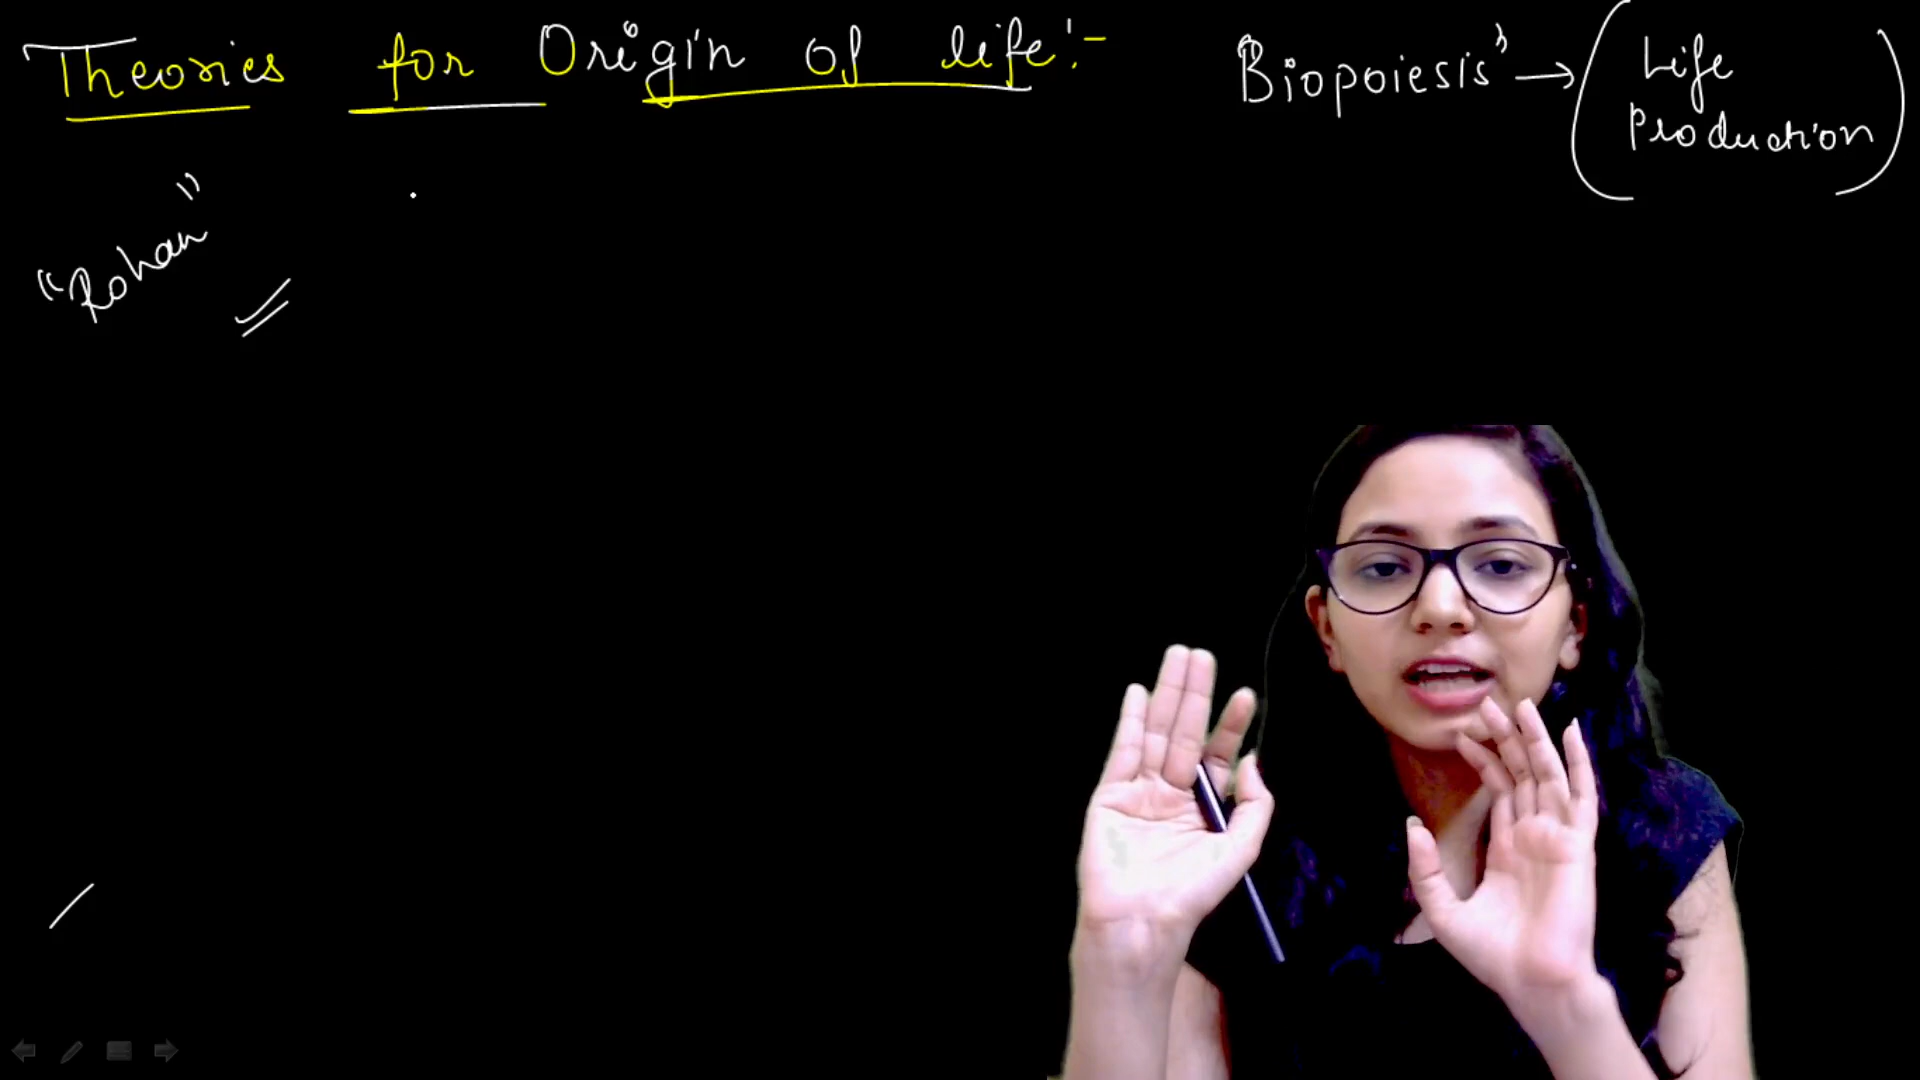 Theories for Origin of life :-
"Biopoiesis" → (Life
Production)
"Rohan"